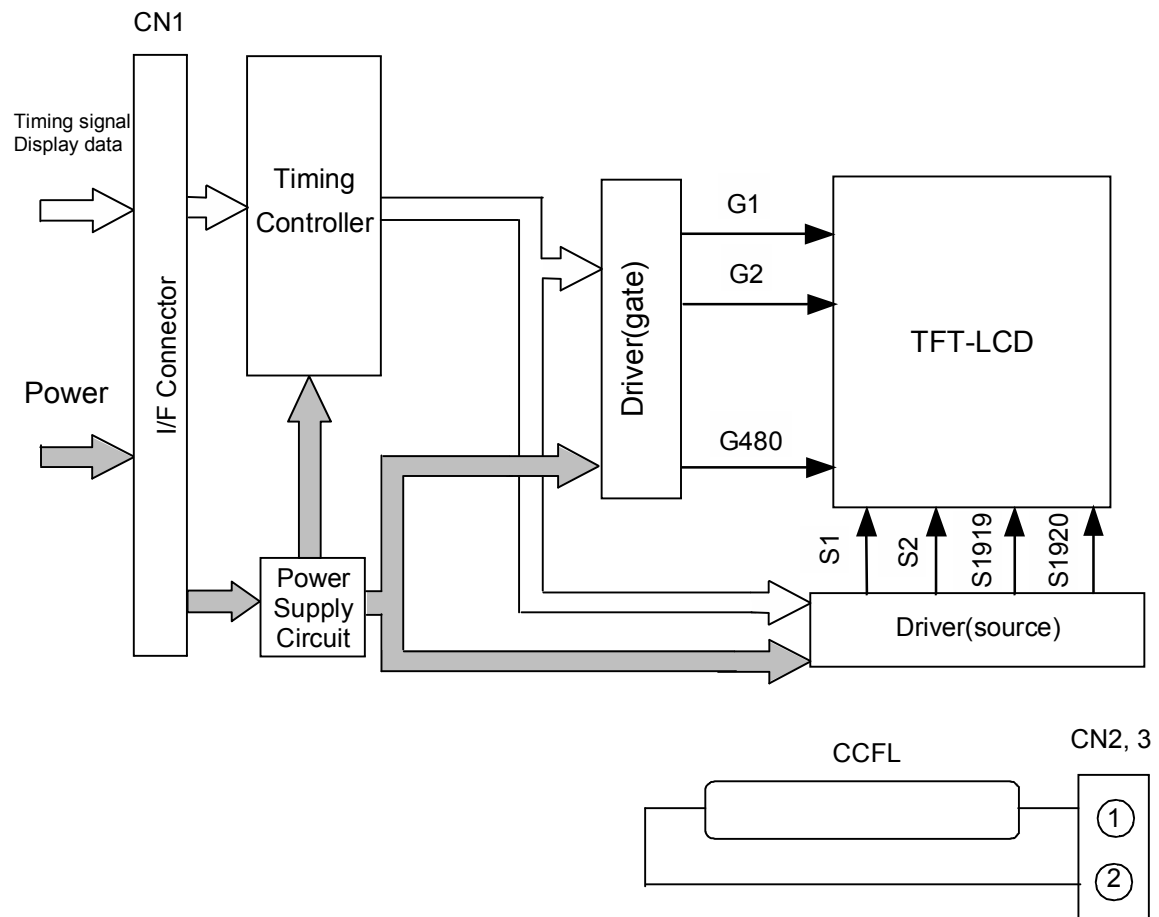 CN1
Timing signal
Display data
Power
I/F Connector
Timing
Controller
Power
Supply
Circuit
Driver(gate)
G1
G2
G480
TFT-LCD
S1
S2
S1919
S1920
Driver(source)
CCFL
CN2, 3
1
2